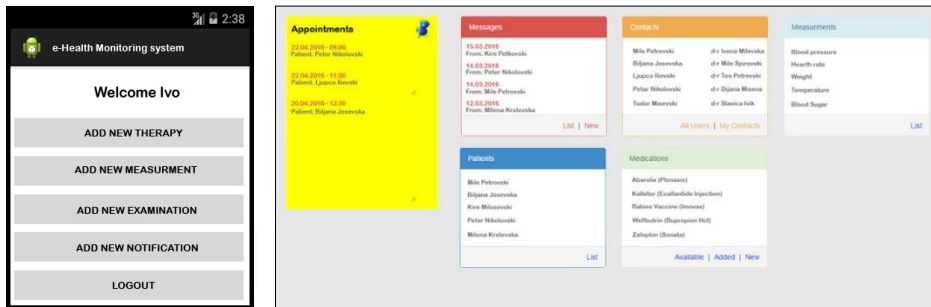 3G 2:38
e-Health Monitoring system
Welcome Ivo
ADD NEW THERAPY
ADD NEW MEASURMENT
ADD NEW EXAMINATION
ADD NEW NOTIFICATION
LOGOUT
Appointments
22.04.2016 - 09:00
Patient: Peter Nikolovski
22.04.2016 - 11:00
Patient: Ljupco Ilievski
20.04.2016 - 12:30
Patient: Biljana Josevska
Messages
15.03.2016
From: Kiro Petkovski
14.03.2016
From: Peter Nikolovski
14.03.2016
From: Mile Petrovski
12.03.2016
From: Milena Krstevska
List | New
Contacts
Mile Petrovski d-r Ivona Milevska
Biljana Josevska d-r Mile Spirovski
Ljupco Ilievski d-r Teo Petrovski
Petar Nikolovski d-r Dijana Miseva
Todor Misevski d-r Slavica Ivik
All Users | My Contacts
Measurments
Blood pressure
Hearth rate
Weight
Temperature
Blood Sugar
List
Patients
Mile Petrovski
Biljana Josevska
Kiro Milosevski
Petar Nikolovski
Milena Krstevska
List
Medications
Abarelix (Plenaxis)
Kalbitor (Ecallantide Injection)
Rabies Vaccine (Imovax)
Wellbutrin (Bupropion Hcl)
Zaleplon (Sonata)
Available | Added | New